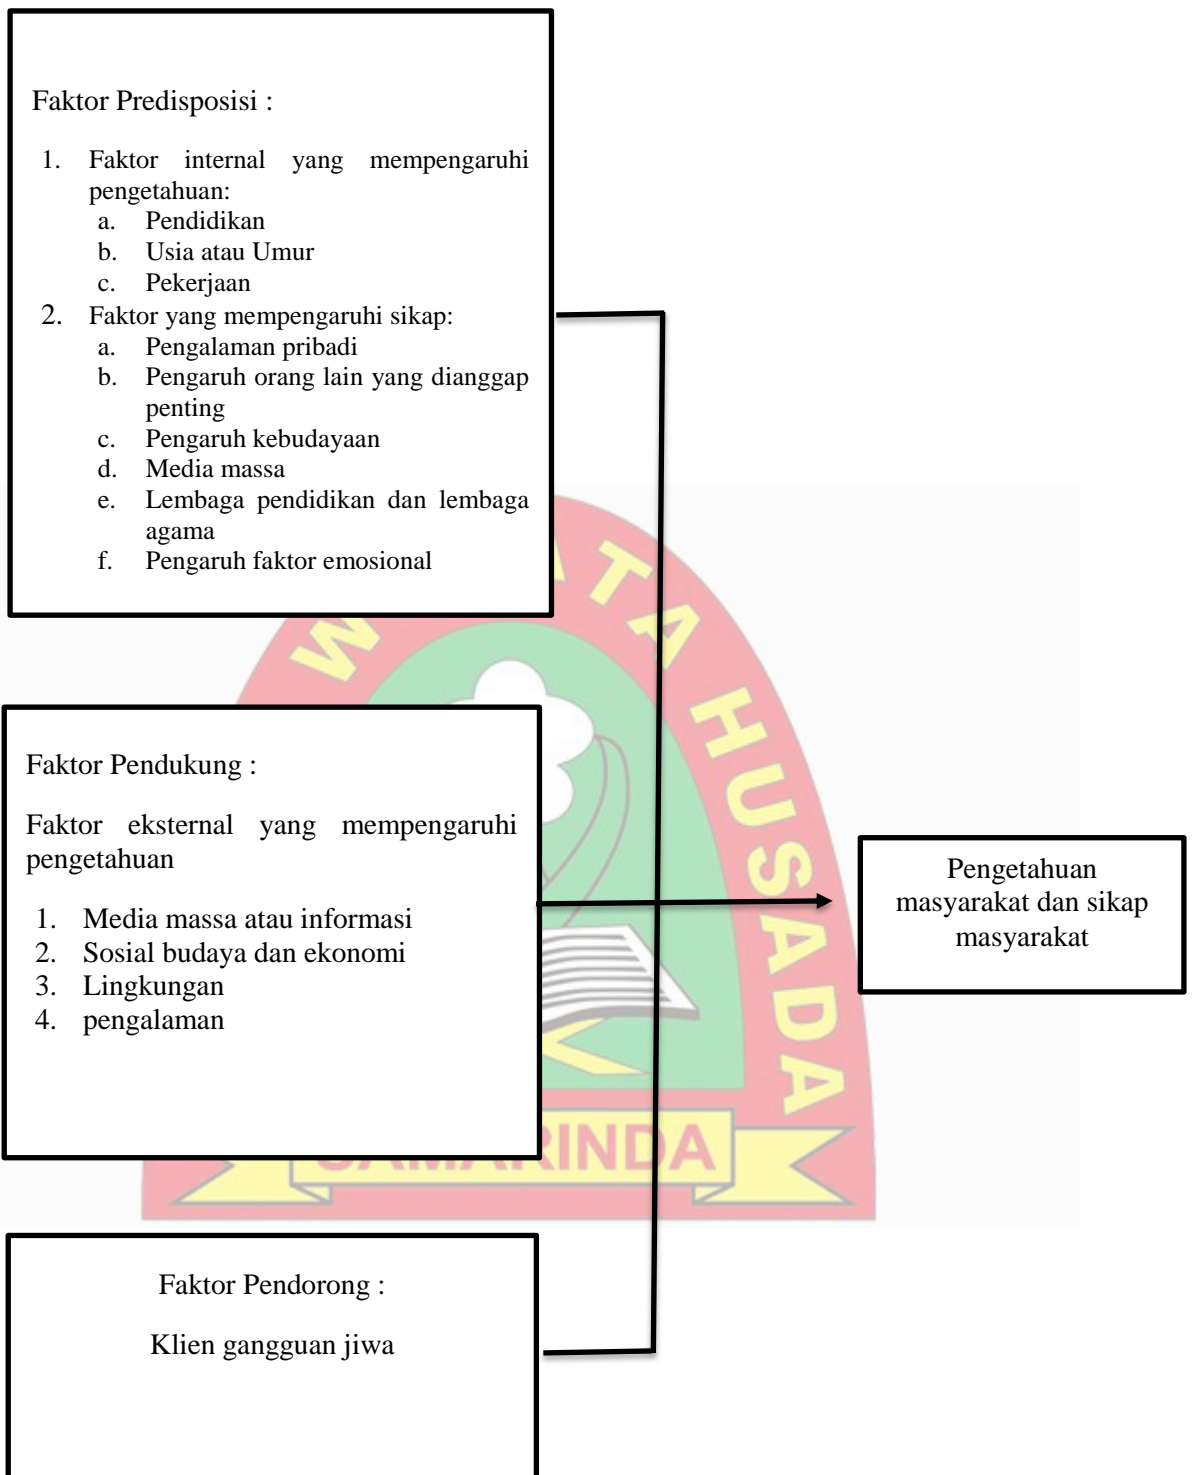 Faktor Predisposisi :
1. Faktor internal yang mempengaruhi
pengetahuan:
a. Pendidikan
b. Usia atau Umur
c. Pekerjaan
2. Faktor yang mempengaruhi sikap:
a. Pengalaman pribadi
b. Pengaruh orang lain yang dianggap
penting
c. Pengaruh kebudayaan
d. Media massa
e. Lembaga pendidikan dan lembaga
agama
f. Pengaruh faktor emosional
Faktor Pendukung :
Faktor eksternal yang mempengaruhi
pengetahuan
1. Media massa atau informasi
2. Sosial budaya dan ekonomi
3. Lingkungan
4. pengalaman
Pengetahuan
masyarakat dan sikap
masyarakat
Faktor Pendorong :
Klien gangguan jiwa
HUSADA
SAMARINDA